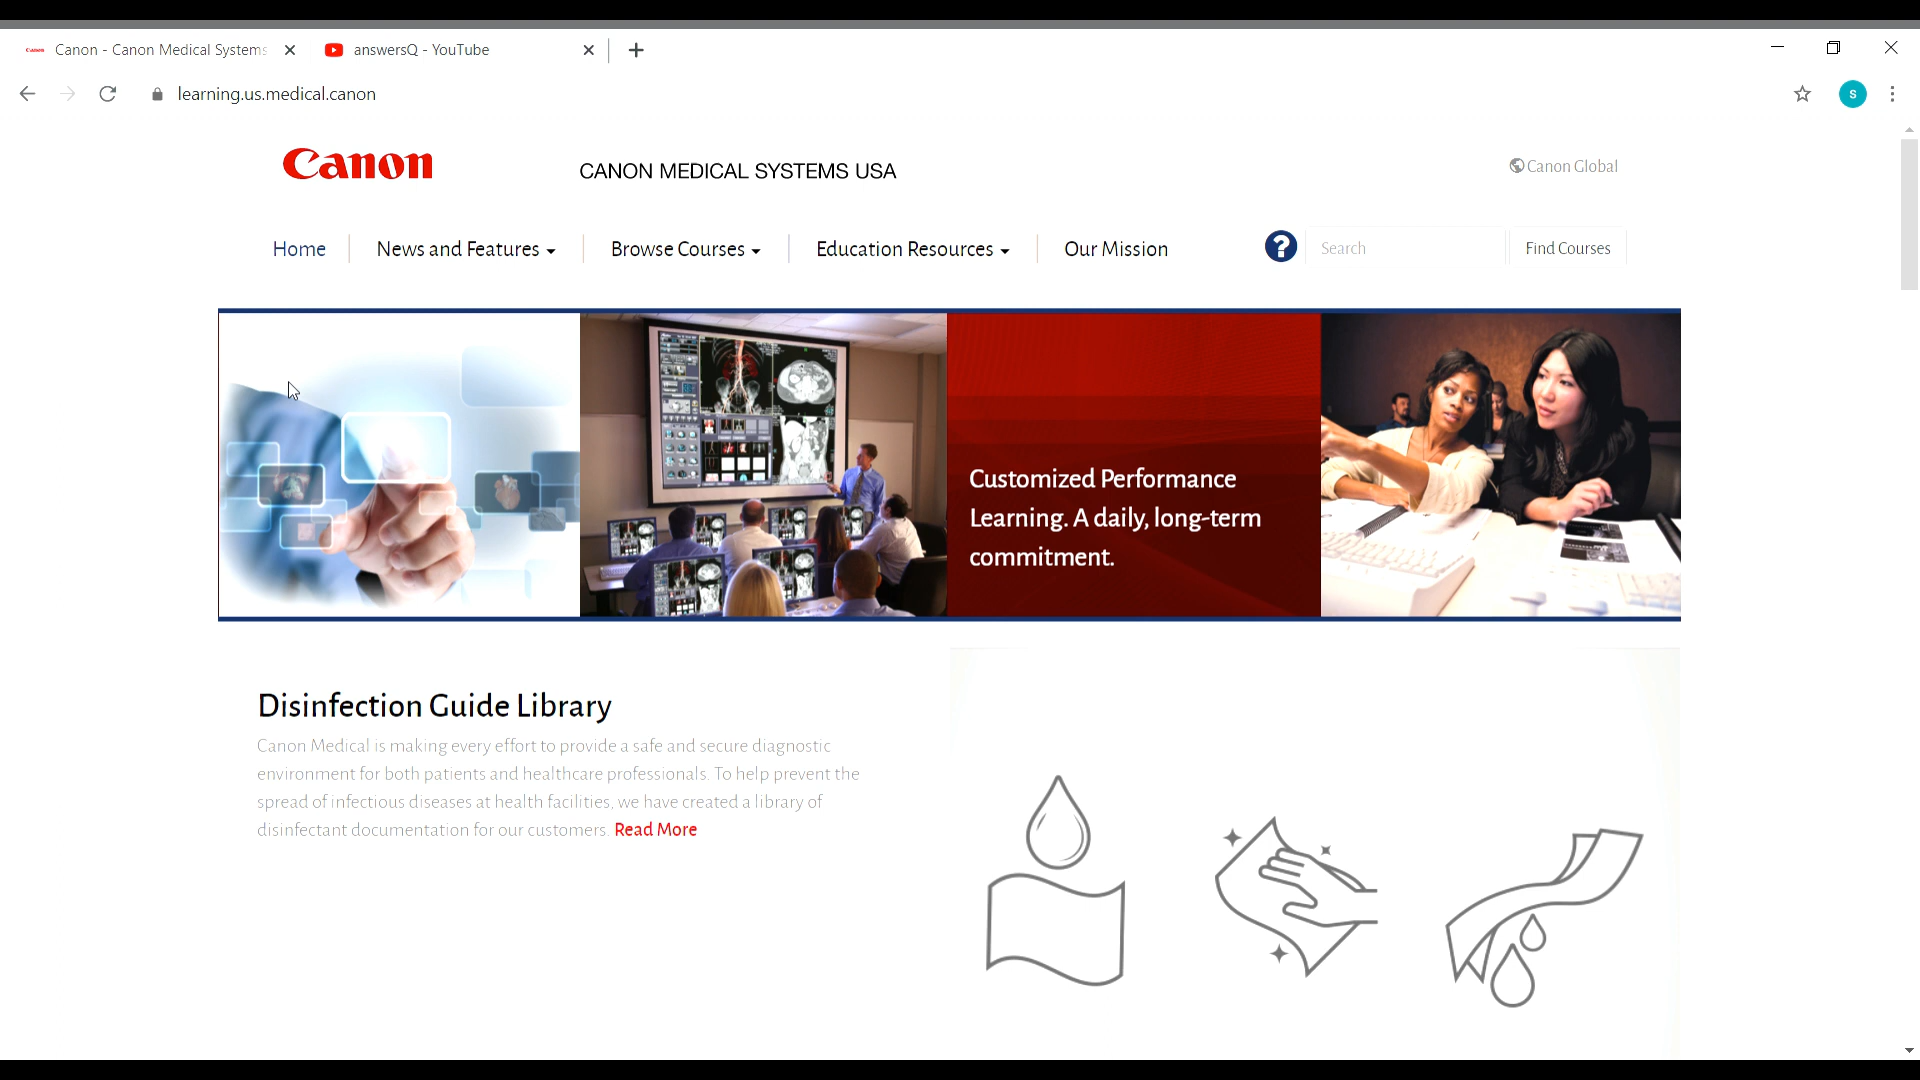 Canon - Canon Medical Systems
answersQ - YouTube
learning.us.medical.canon
S
Canon
CANON MEDICAL SYSTEMS USA
Canon Global
Home
News and Features
Browse Courses
Education Resources
Our Mission
?
Search
Find Courses
Customized Performance
Learning. A daily, long-term
commitment.
Disinfection Guide Library
Canon Medical is making every effort to provide a safe and secure diagnostic
environment for both patients and healthcare professionals. To help prevent the
spread of infectious diseases at health facilities, we have created a library of
disinfectant documentation for our customers. Read More